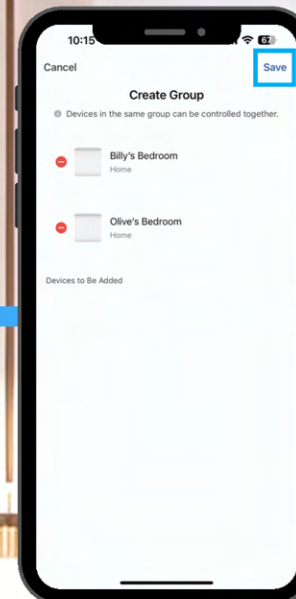 10:15
67
Cancel
Save
Create Group
Devices in the same group can be controlled together.
Billy's Bedroom
Home
Olive's Bedroom
Home
Devices to Be Added